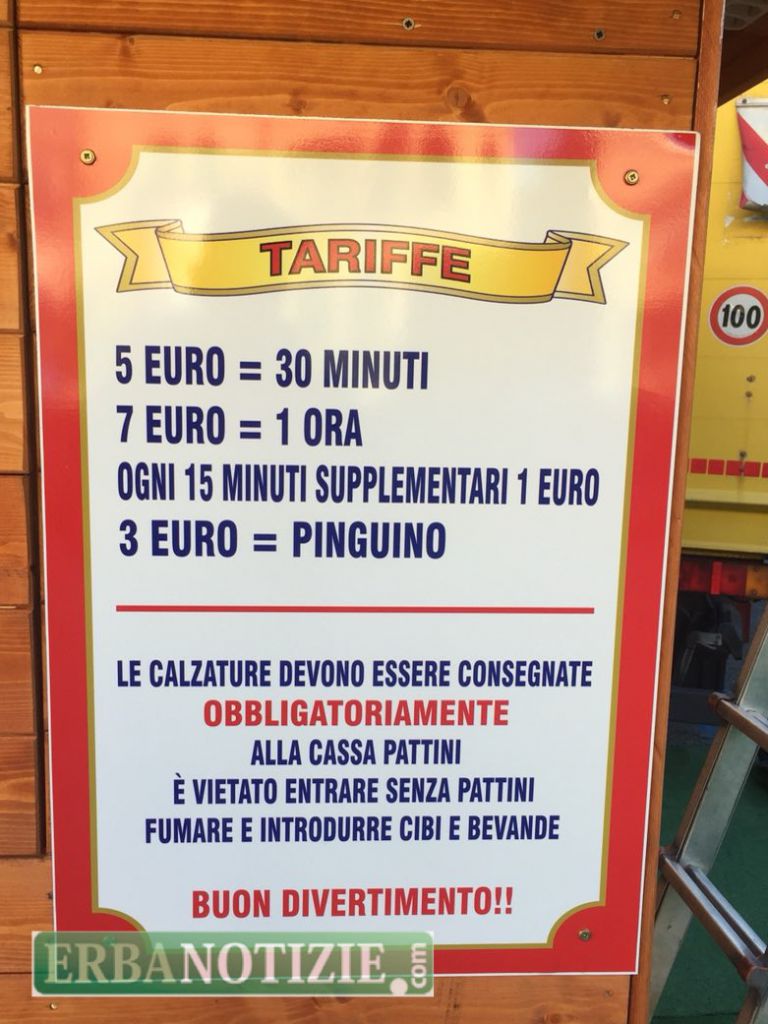 TARIFFE
5 EURO = 30 MINUTI
7 EURO = 1 ORA
OGNI 15 MINUTI SUPPLEMENTARI 1 EURO
3 EURO = PINGUINO
LE CALZATURE DEVONO ESSERE CONSEGNATE
OBBLIGATORIAMENTE
ALLA CASSA PATTINI
È VIETATO ENTRARE SENZA PATTINI
FUMARE E INTRODURRE CIBI E BEVANDE
BUON DIVERTIMENTO!!
100
ERBANOTIZIE.com